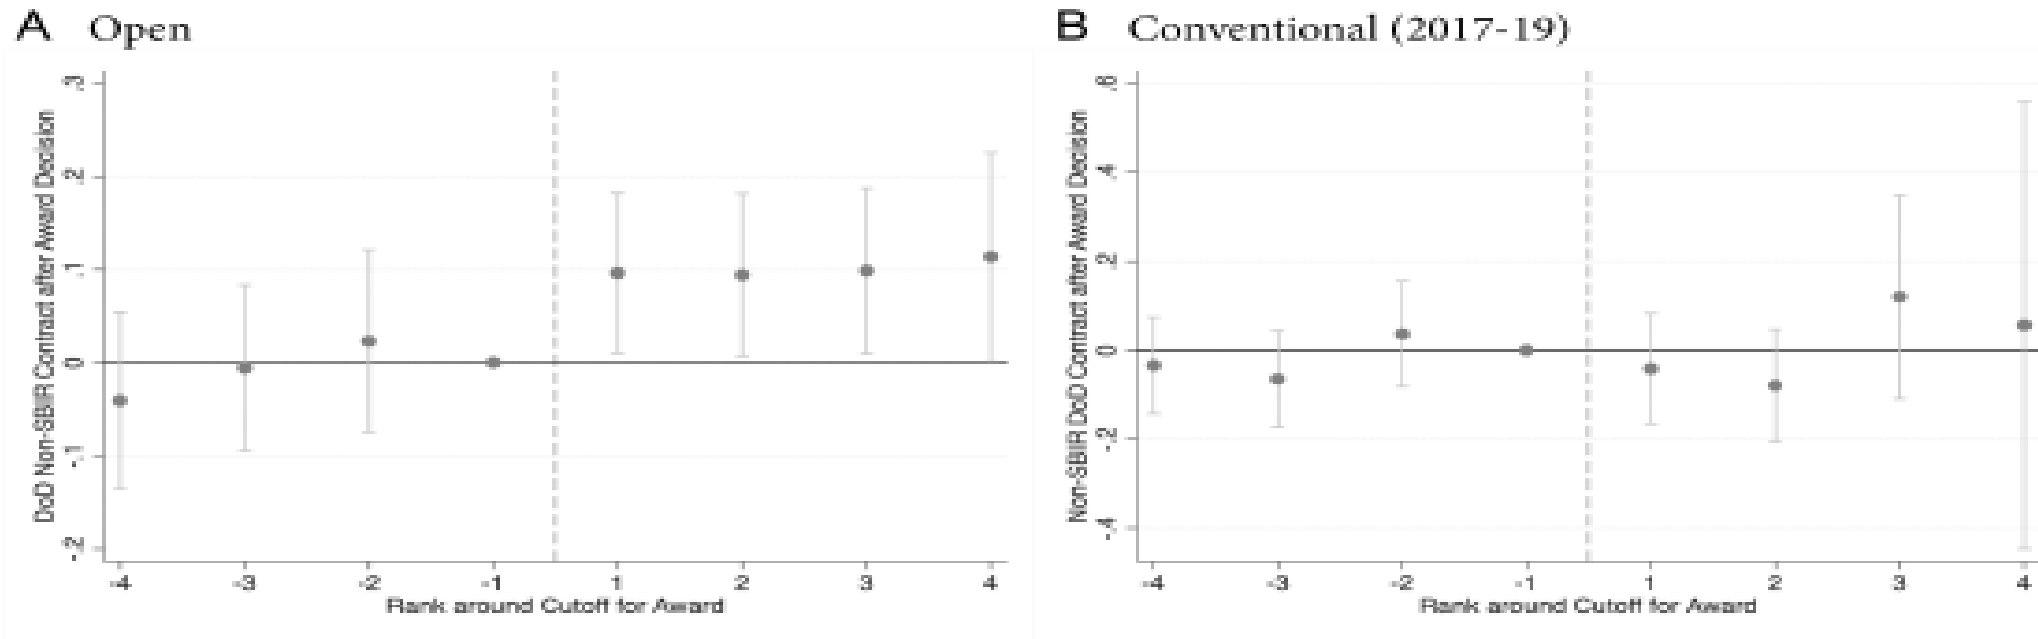 A Open
DoD Non-SBIR Contract after Award Decision
.3
.2
.1
0
-.1
-.2
-4 -3 -2 -1 1 2 3 4
Rank around Cutoff for Award
B Conventional (2017-19)
Non-SBIR DoD Contract after Award Decision
.6
.4
.2
0
-.2
-.4
-4 -3 -2 -1 1 2 3 4
Rank around Cutoff for Award